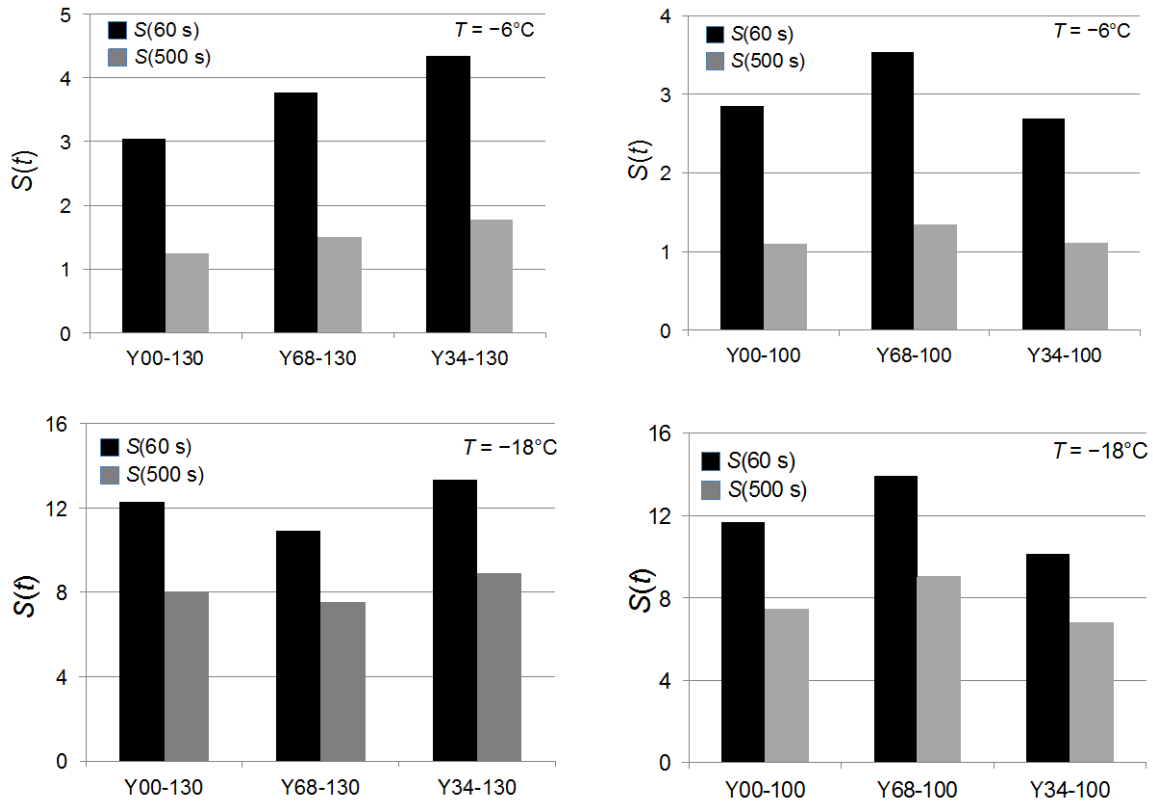 5
4
3
2
1
0
S(t)
S(60 s)
S(500 s)
T = −6°C
Y00-130
Y68-130
Y34-130
4
3
2
1
0
S(t)
S(60 s)
S(500 s)
T = −6°C
Y00-100
Y68-100
Y34-100
16
12
8
4
0
S(t)
S(60 s)
S(500 s)
T = −18°C
Y00-130
Y68-130
Y34-130
16
12
8
4
0
S(t)
S(60 s)
S(500 s)
T = −18°C
Y00-100
Y68-100
Y34-100